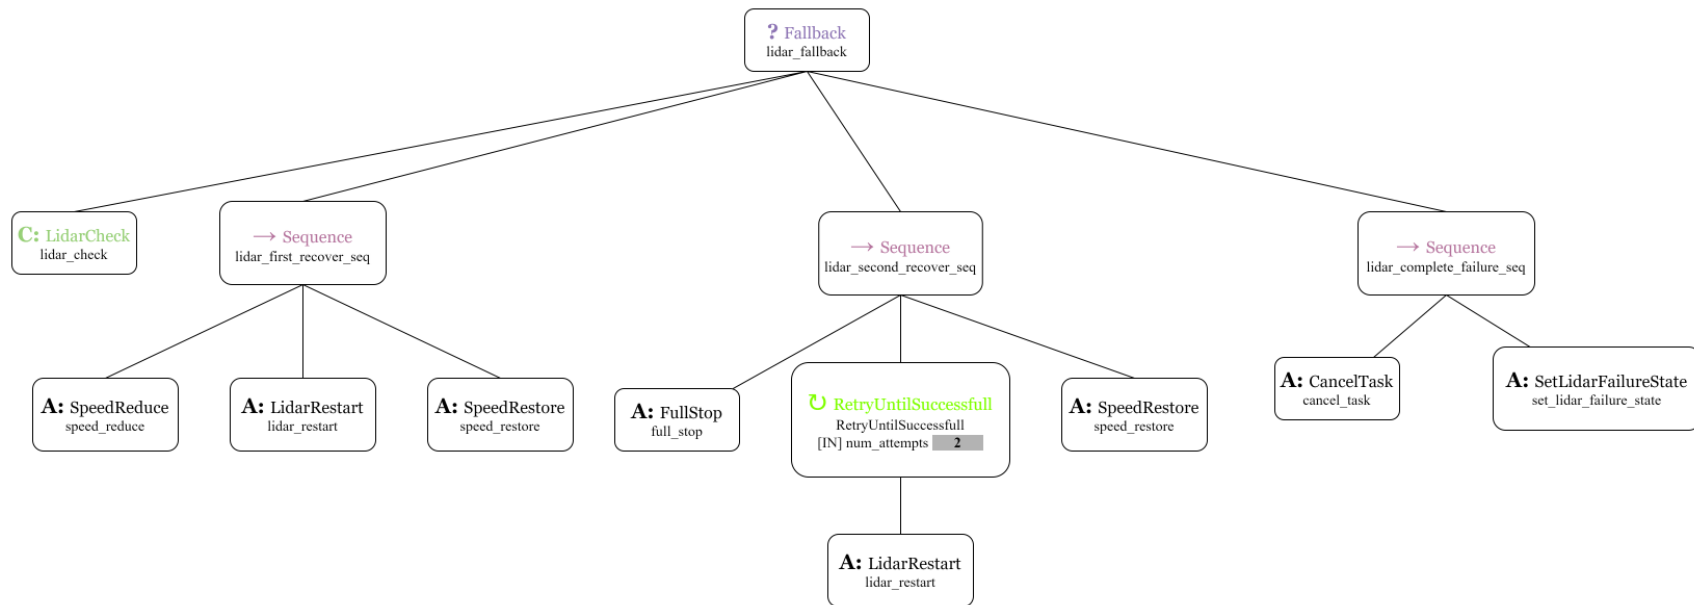 ? Fallback
lidar_fallback
C: LidarCheck
lidar_check
→ Sequence
lidar_first_recover_seq
→ Sequence
lidar_second_recover_seq
→ Sequence
lidar_complete_failure_seq
A: SpeedReduce
speed_reduce
A: LidarRestart
lidar_restart
A: SpeedRestore
speed_restore
A: FullStop
full_stop
↻ RetryUntilSuccessfull
RetryUntilSuccessfull
[IN] num_attempts 2
A: SpeedRestore
speed_restore
A: CancelTask
cancel_task
A: SetLidarFailureState
set_lidar_failure_state
A: LidarRestart
lidar_restart